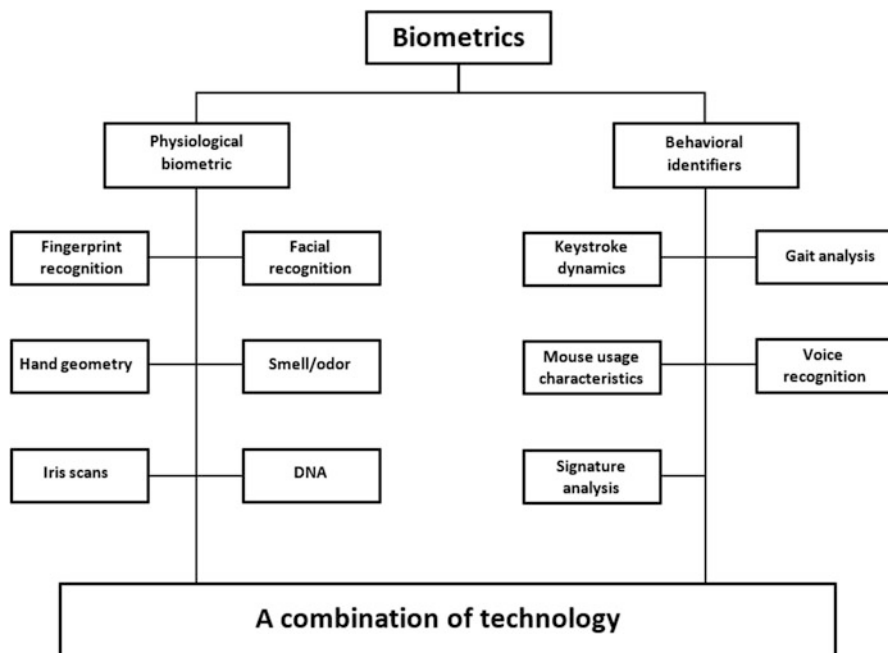 Biometrics
Physiological
biometric
Behavioral
identifiers
Fingerprint
recognition
Facial
recognition
Keystroke
dynamics
Gait analysis
Hand geometry
Smell/odor
Mouse usage
characteristics
Voice
recognition
Iris scans
DNA
Signature
analysis
A combination of technology